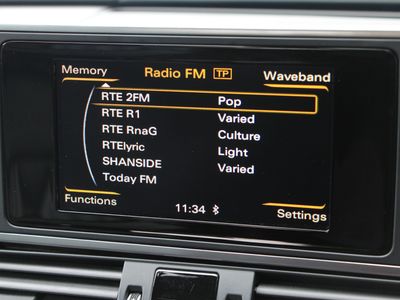 Memory Radio FM TP Waveband
RTE 2FM Pop
RTE R1 Varied
RTE RnaG Culture
RTElyric Light
SHANSIDE Varied
Today FM
Functions 11:34 Settings